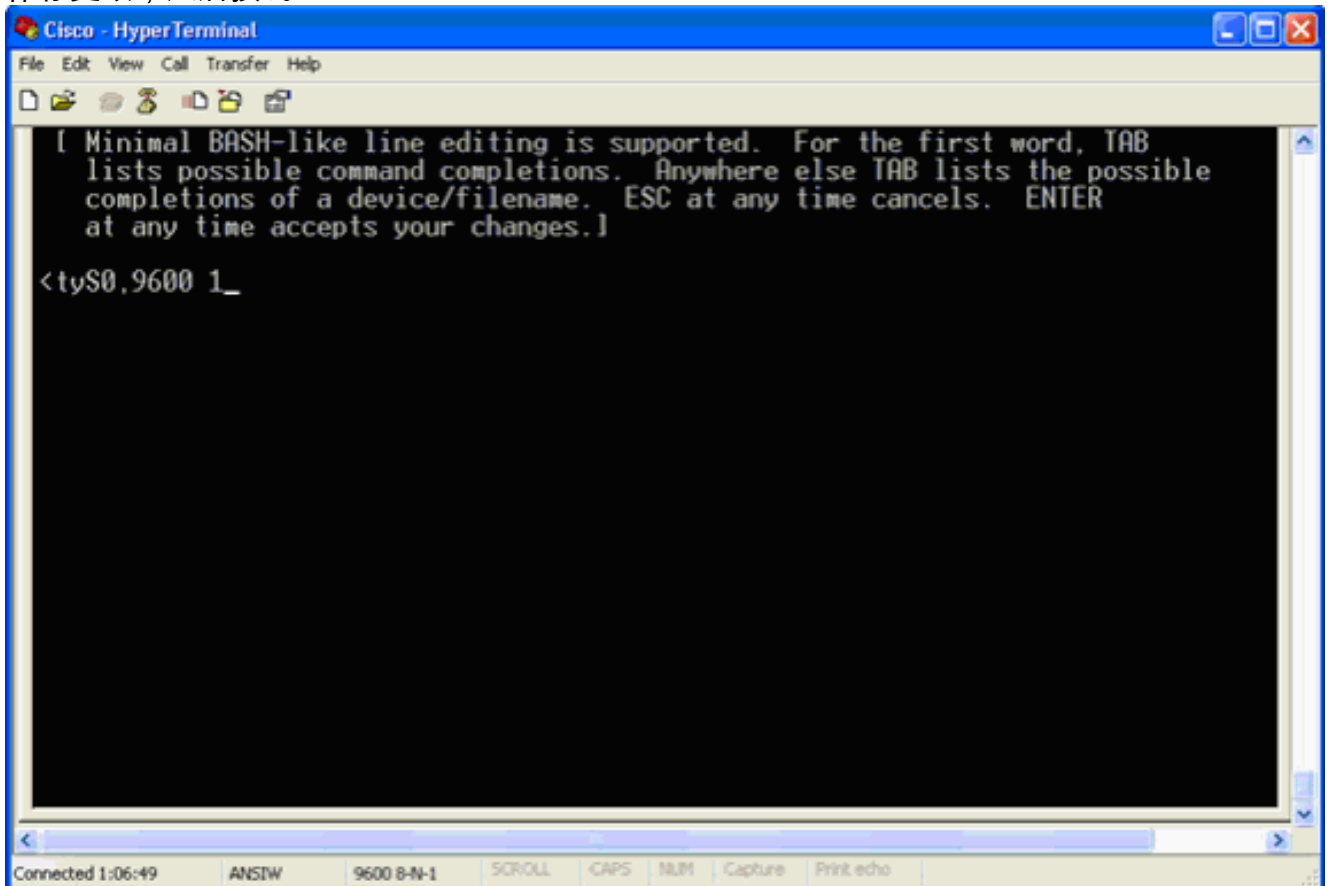 Cisco - HyperTerminal
File Edit View Call Transfer Help
[ Minimal BASH-like line editing is supported. For the first word, TAB
lists possible command completions. Anywhere else TAB lists the possible
completions of a device/filename. ESC at any time cancels. ENTER
at any time accepts your changes.]
<tyS0,9600 1_
Connected 1:06:49 ANSIW 9600 8-N-1 SCROLL CAPS NUM Capture Print echo